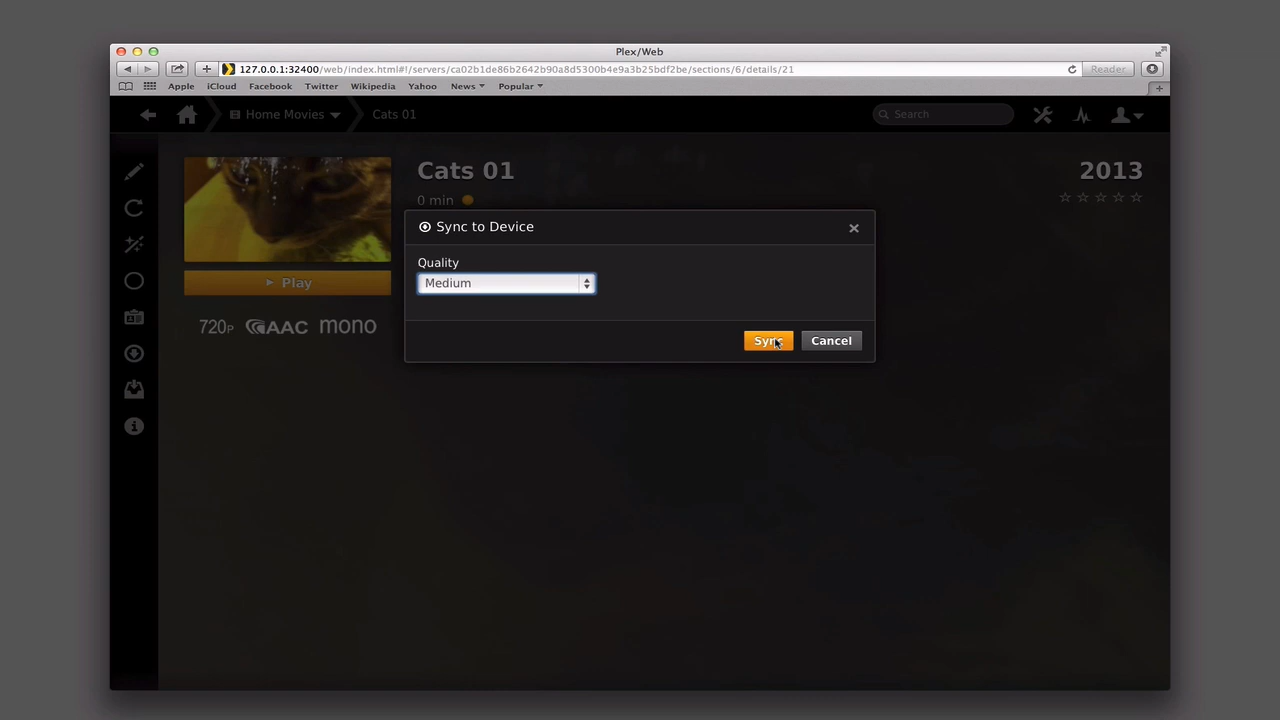 Plex/Web
127.0.0.1:32400/web/index.html#!/servers/ca02b1de86b2642b90a8d5300b4e9a3b25bdf2be/sections/6/details/21
Reader
Apple iCloud Facebook Twitter Wikipedia Yahoo News Popular
Home Movies Cats 01 Search
Cats 01 2013
0 min
Sync to Device
Quality
Medium
Play
720P AAC mono
Sync Cancel